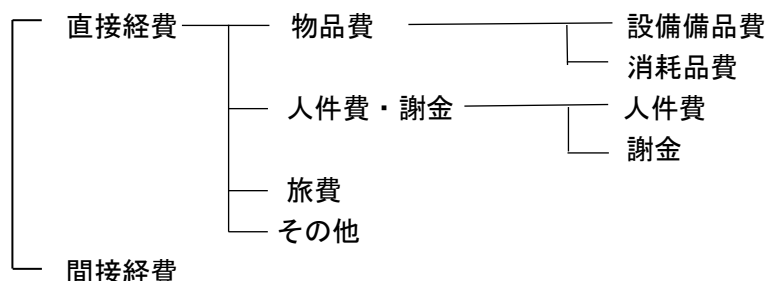 直接経費 物品費 設備備品費
消耗品費
人件費・謝金 人件費
謝金
旅費
その他
間接経費